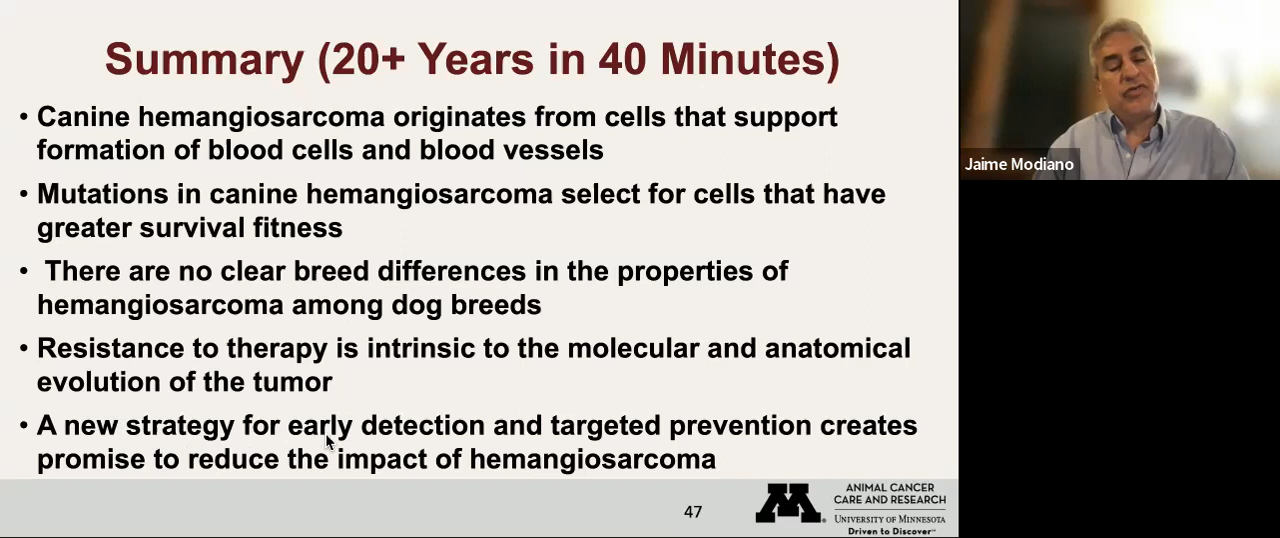 Summary (20+ Years in 40 Minutes)
• Canine hemangiosarcoma originates from cells that support
formation of blood cells and blood vessels
• Mutations in canine hemangiosarcoma select for cells that have
greater survival fitness
• There are no clear breed differences in the properties of
hemangiosarcoma among dog breeds
• Resistance to therapy is intrinsic to the molecular and anatomical
evolution of the tumor
• A new strategy for early detection and targeted prevention creates
promise to reduce the impact of hemangiosarcoma
47
M
ANIMAL CANCER
CARE AND RESEARCH
UNIVERSITY OF MINNESOTA
Driven to Discover℠
Jaime Modiano